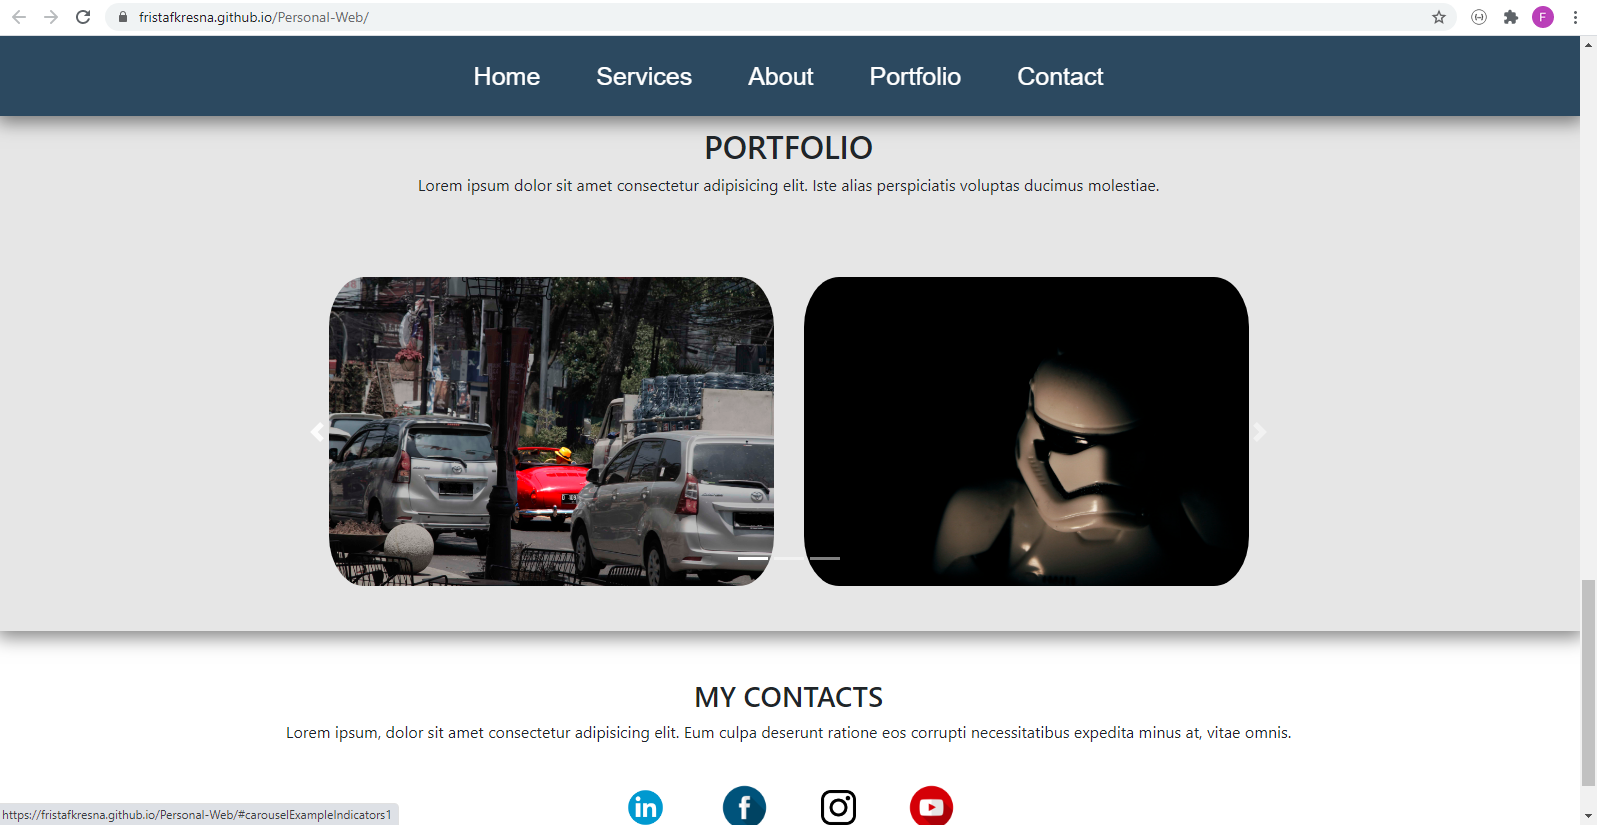 fristafkresna.github.io/Personal-Web/
F
Home Services About Portfolio Contact
PORTFOLIO
Lorem ipsum dolor sit amet consectetur adipisicing elit. Iste alias perspiciatis voluptas ducimus molestiae.
MY CONTACTS
Lorem ipsum, dolor sit amet consectetur adipisicing elit. Eum culpa deserunt ratione eos corrupti necessitatibus expedita minus at, vitae omnis.
in f
https://fristafkresna.github.io/Personal-Web/#carouselExampleIndicators1